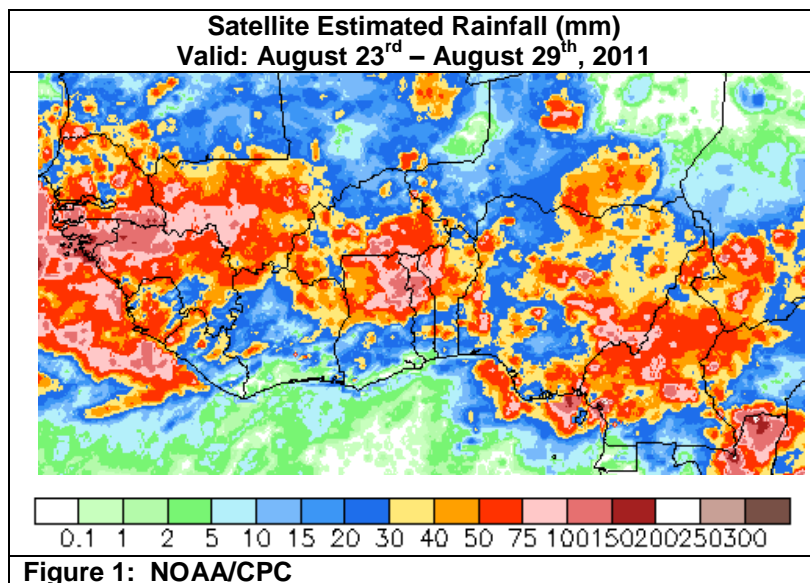 Satellite Estimated Rainfall (mm)
Valid: August 23rd – August 29th, 2011
0.1 1 2 5 10 15 20 30 40 50 75 100150200250300
Figure 1: NOAA/CPC